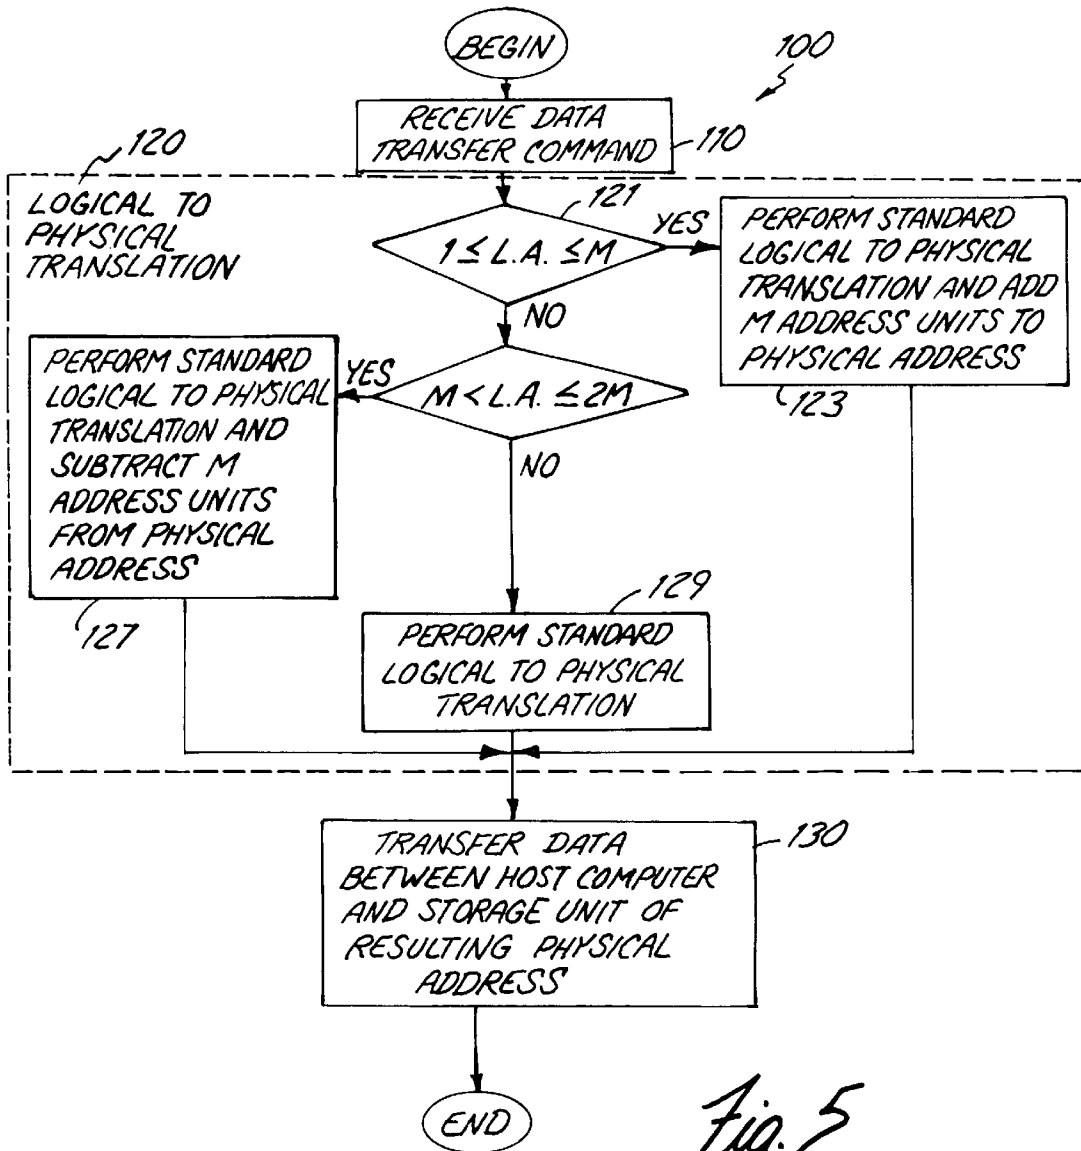 BEGIN
100
RECEIVE DATA
TRANSFER COMMAND
110
120
LOGICAL TO
PHYSICAL
TRANSLATION
121
1 ≤ L.A. ≤ M
YES
PERFORM STANDARD
LOGICAL TO PHYSICAL
TRANSLATION AND ADD
M ADDRESS UNITS TO
PHYSICAL ADDRESS
123
NO
M < L.A. ≤ 2M
YES
PERFORM STANDARD
LOGICAL TO PHYSICAL
TRANSLATION AND
SUBTRACT M
ADDRESS UNITS
FROM PHYSICAL
ADDRESS
127
NO
129
PERFORM STANDARD
LOGICAL TO PHYSICAL
TRANSLATION
TRANSFER DATA
BETWEEN HOST COMPUTER
AND STORAGE UNIT OF
RESULTING PHYSICAL
ADDRESS
130
END
Fig. 5